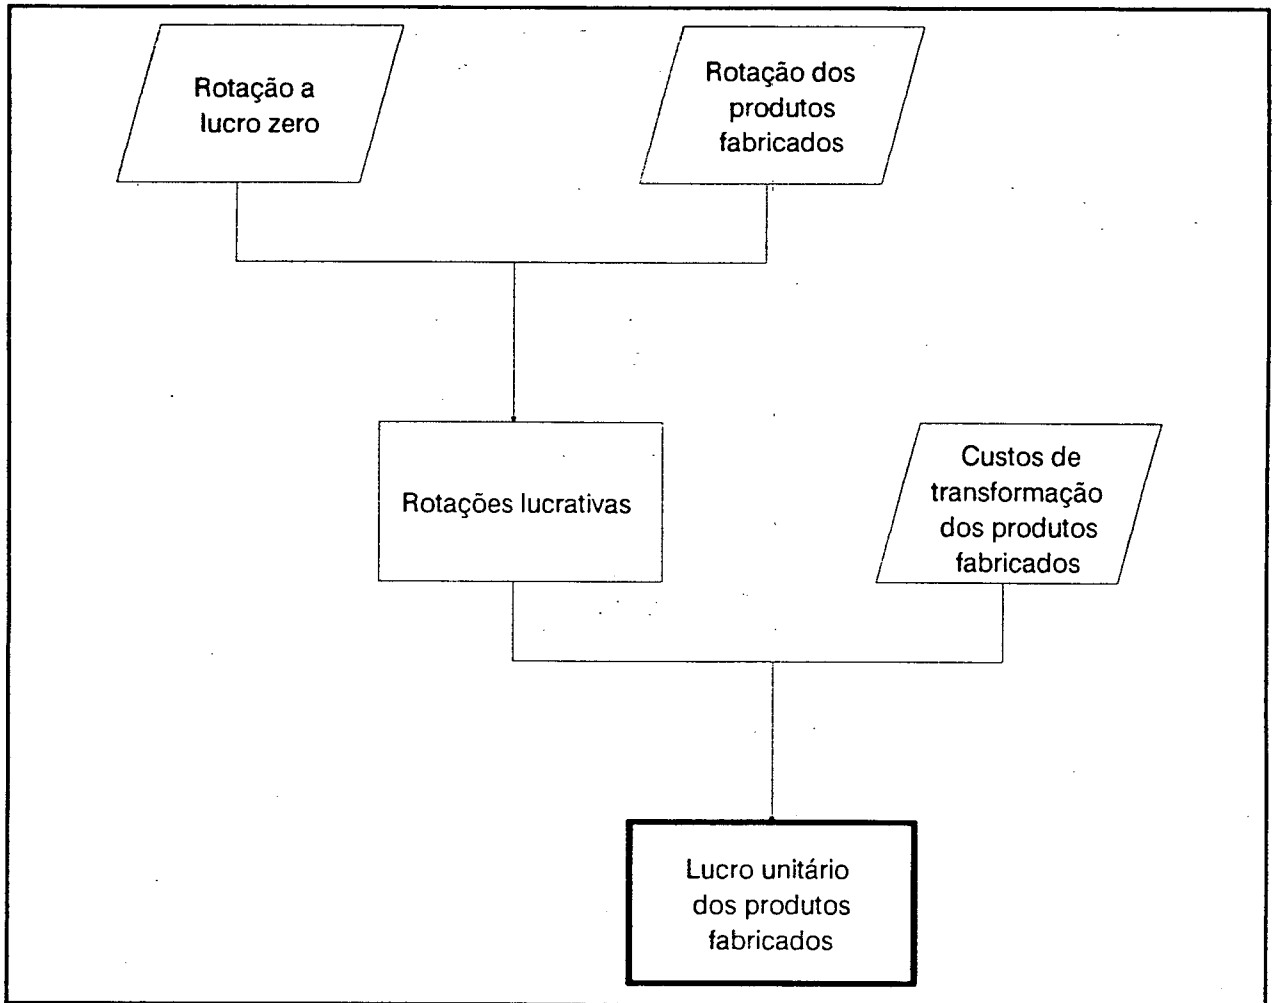 Rotação a
lucro zero
Rotação dos
produtos
fabricados
Rotações lucrativas
Custos de
transformação
dos produtos
fabricados
Lucro unitário
dos produtos
fabricados